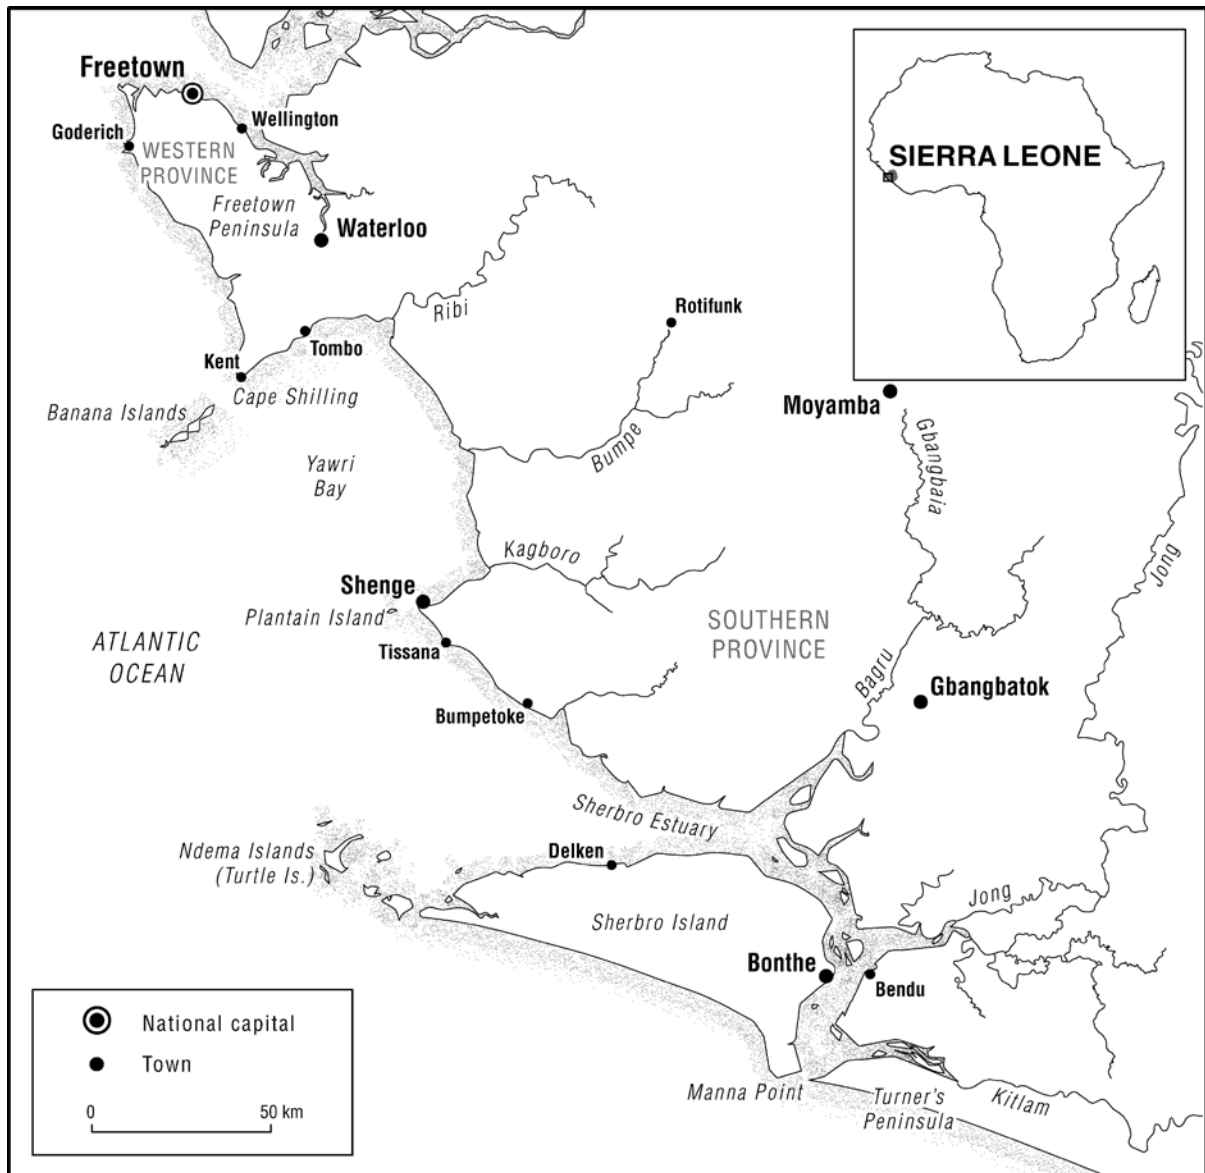 Freetown
Wellington
Goderich
WESTERN
PROVINCE
Freetown
Peninsula
Waterloo
SIERRA LEONE
Ribi
Rotifunk
Tombo
Kent
Cape Shilling
Banana Islands
Moyamba
Bumpe
Gbangbaia
Yawri
Bay
Kagboro
Jong
Shenge
Plantain Island
SOUTHERN
PROVINCE
ATLANTIC
OCEAN
Tissana
Bagru
Gbangbatok
Bumpetoke
Sherbro Estuary
Ndema Islands
(Turtle Is.)
Delken
Jong
Sherbro Island
Bonthe
Bendu
Manna Point
Turner's
Peninsula
Kitlam
National capital
Town
0
50 km